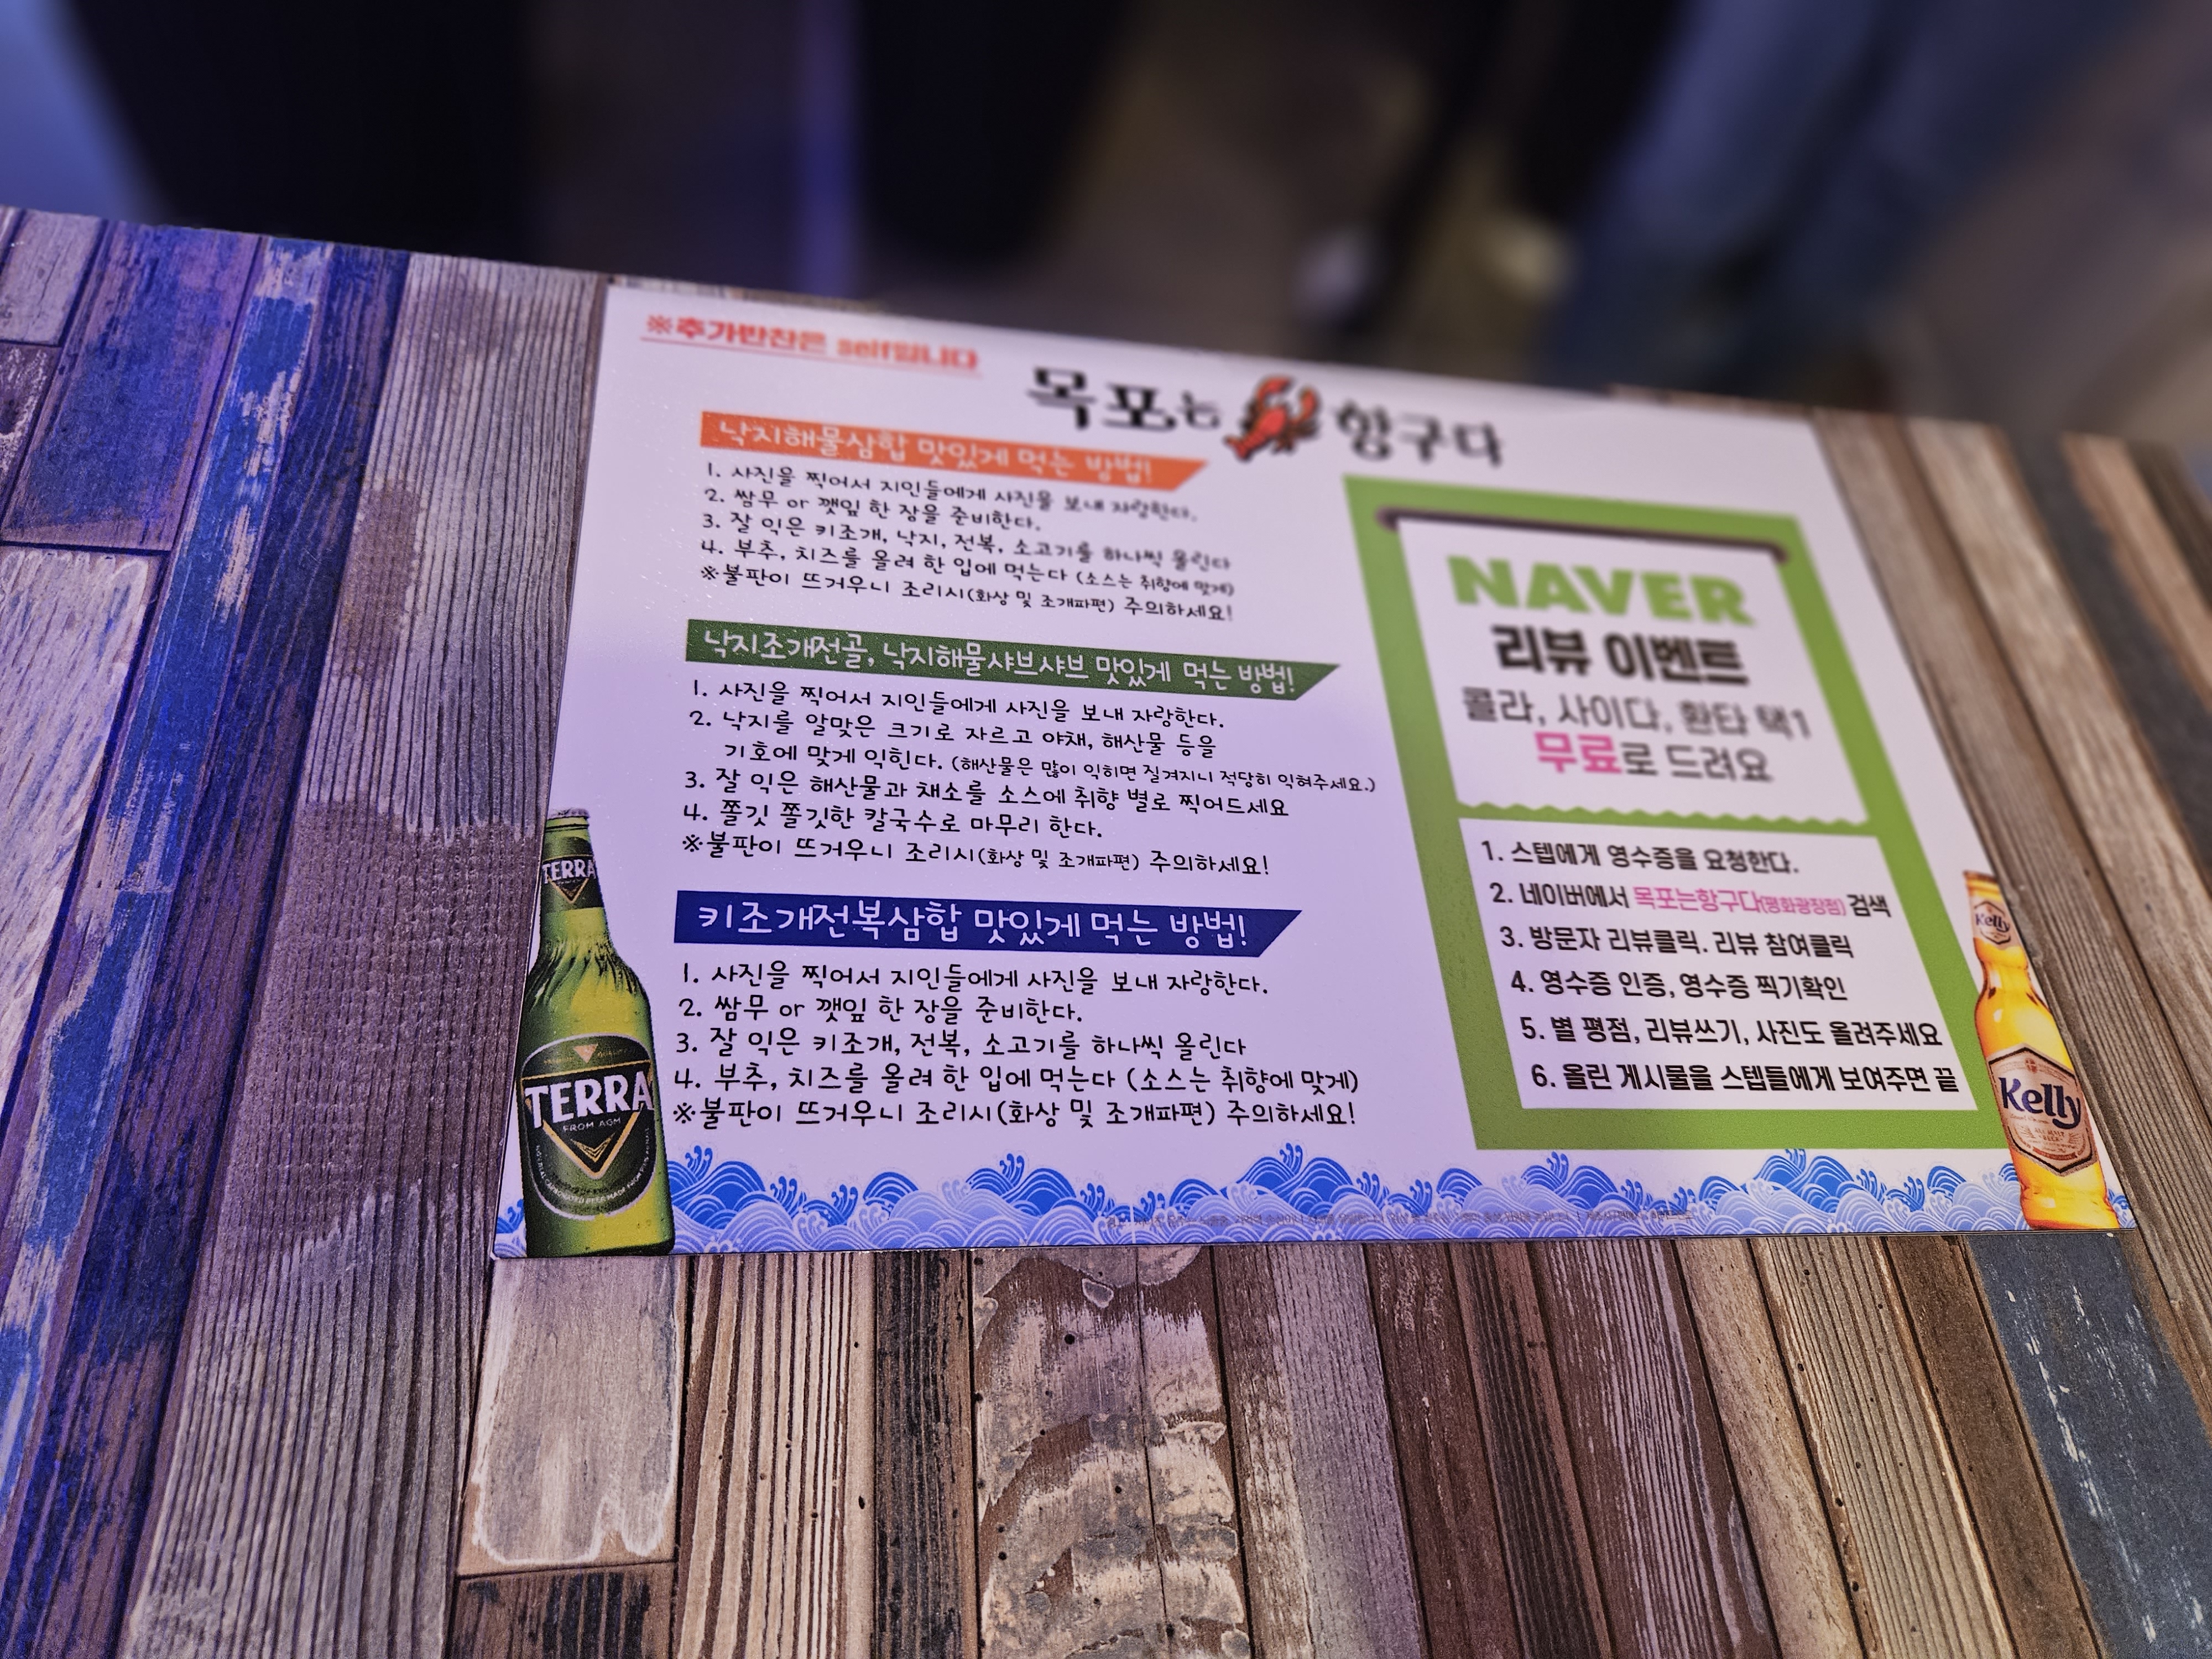 ※추가반찬은 self입니다
목포는 항구다
낙지해물삼합 맛있게 먹는 방법!
1. 사진을 찍어서 지인들에게 사진을 보내 자랑한다.
2. 쌈무 or 깻잎 한 장을 준비한다.
3. 잘 익은 키조개, 낙지, 전복, 소고기를 하나씩 올린다
4. 부추, 치즈를 올려 한 입에 먹는다 (소스는 취향에 맞게)
※불판이 뜨거우니 조리시(화상 및 조개파편) 주의하세요!
낙지조개전골, 낙지해물샤브샤브 맛있게 먹는 방법!
1. 사진을 찍어서 지인들에게 사진을 보내 자랑한다.
2. 낙지를 알맞은 크기로 자르고 야채, 해산물 등을
기호에 맞게 익힌다. (해산물은 많이 익히면 질겨지니 적당히 익혀주세요.)
3. 잘 익은 해산물과 채소를 소스에 취향 별로 찍어드세요
4. 쫄깃 쫄깃한 칼국수로 마무리 한다.
※불판이 뜨거우니 조리시(화상 및 조개파편) 주의하세요!
키조개전복삼합 맛있게 먹는 방법!
1. 사진을 찍어서 지인들에게 사진을 보내 자랑한다.
2. 쌈무 or 깻잎 한 장을 준비한다.
3. 잘 익은 키조개, 전복, 소고기를 하나씩 올린다
4. 부추, 치즈를 올려 한 입에 먹는다 (소스는 취향에 맞게)
※불판이 뜨거우니 조리시(화상 및 조개파편) 주의하세요!
NAVER
리뷰 이벤트
콜라, 사이다, 환타 택1
무료로 드려요
1. 스텝에게 영수증을 요청한다.
2. 네이버에서 목포는항구다(평화광장점) 검색
3. 방문자 리뷰클릭. 리뷰 참여클릭
4. 영수증 인증, 영수증 찍기확인
5. 별 평점, 리뷰쓰기, 사진도 올려주세요
6. 올린 게시물을 스텝들에게 보여주면 끝
TERRA
TERRA
FROM AGM
Kelly
Kelly